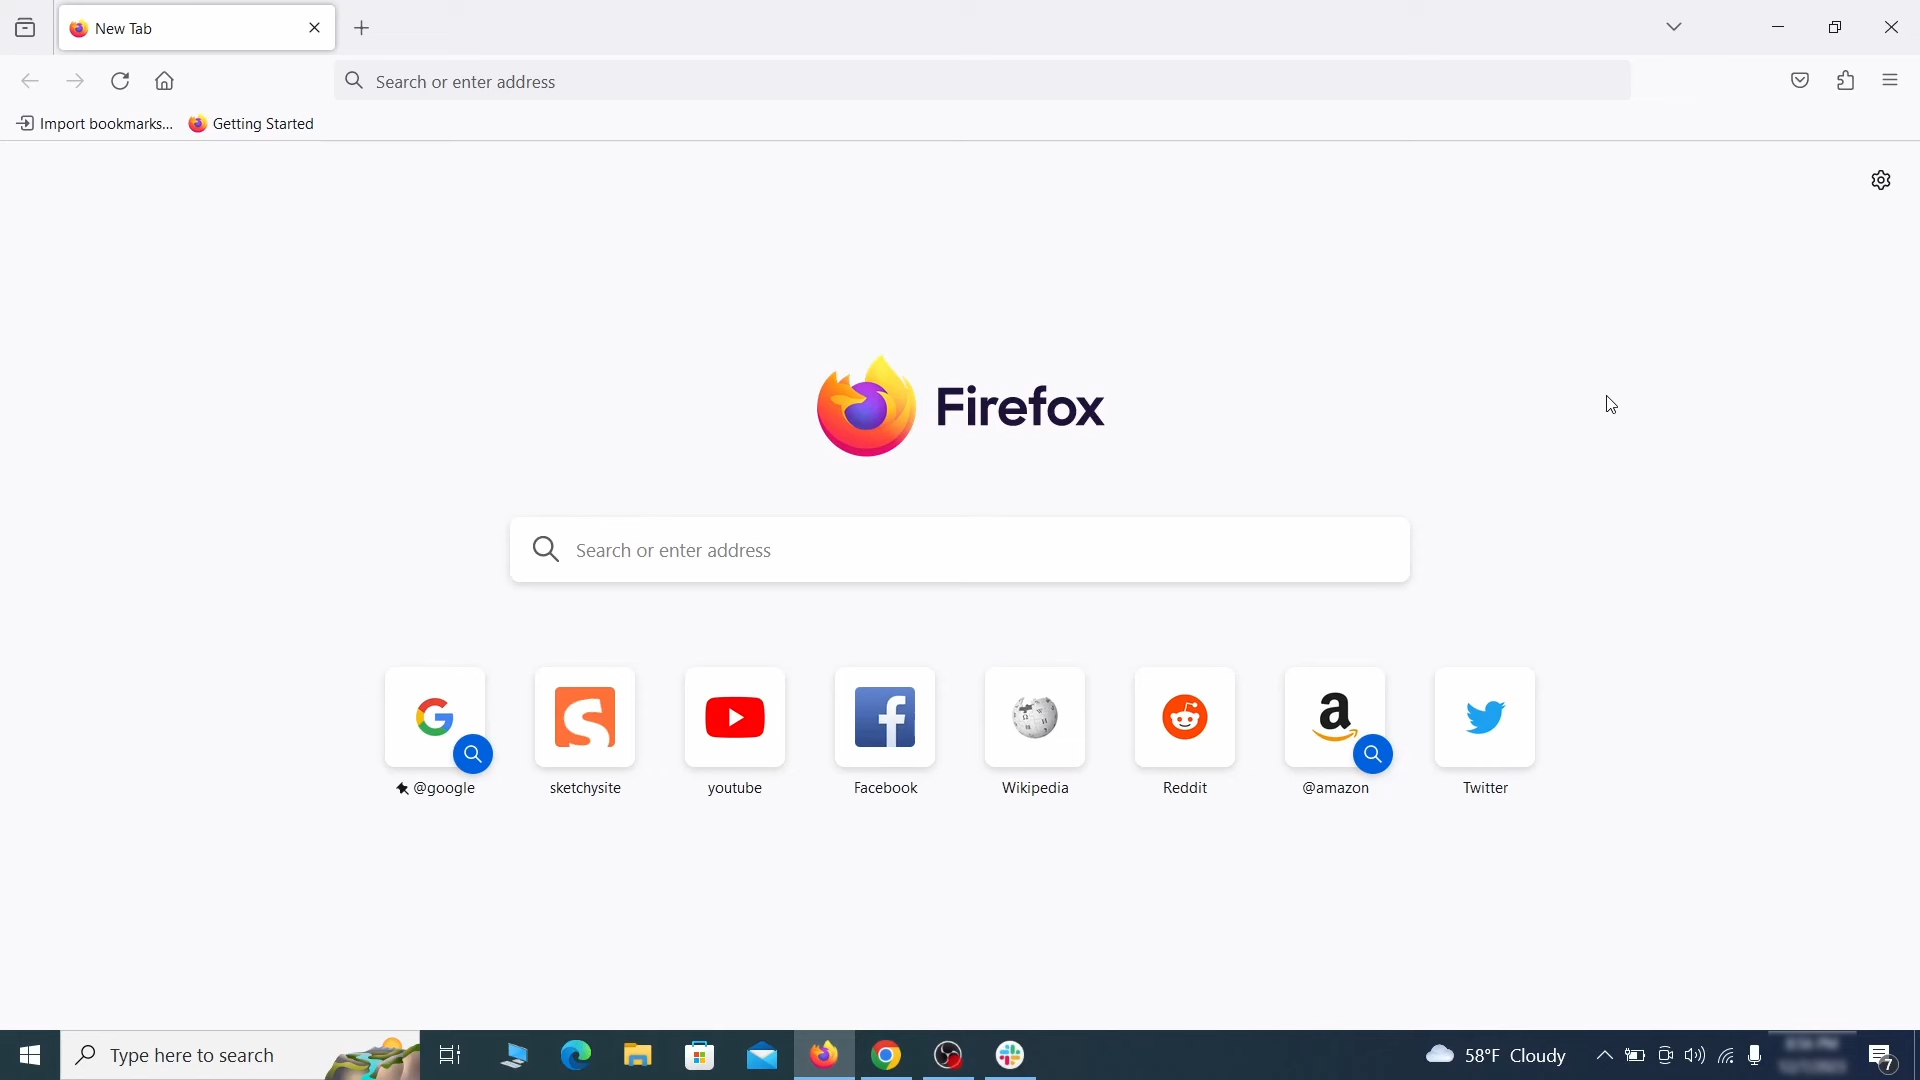 New Tab
Search or enter address
Import bookmarks...
Getting Started
Firefox
Search or enter address
@google
sketchysite
youtube
Facebook
Wikipedia
Reddit
@amazon
Twitter
Type here to search
58°F Cloudy
7